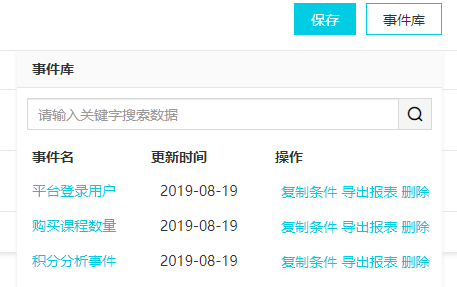 保存 事件库
事件库
请输入关键字搜索数据
事件名 更新时间 操作
平台登录用户 2019-08-19 复制条件 导出报表 删除
购买课程数量 2019-08-19 复制条件 导出报表 删除
积分分析事件 2019-08-19 复制条件 导出报表 删除